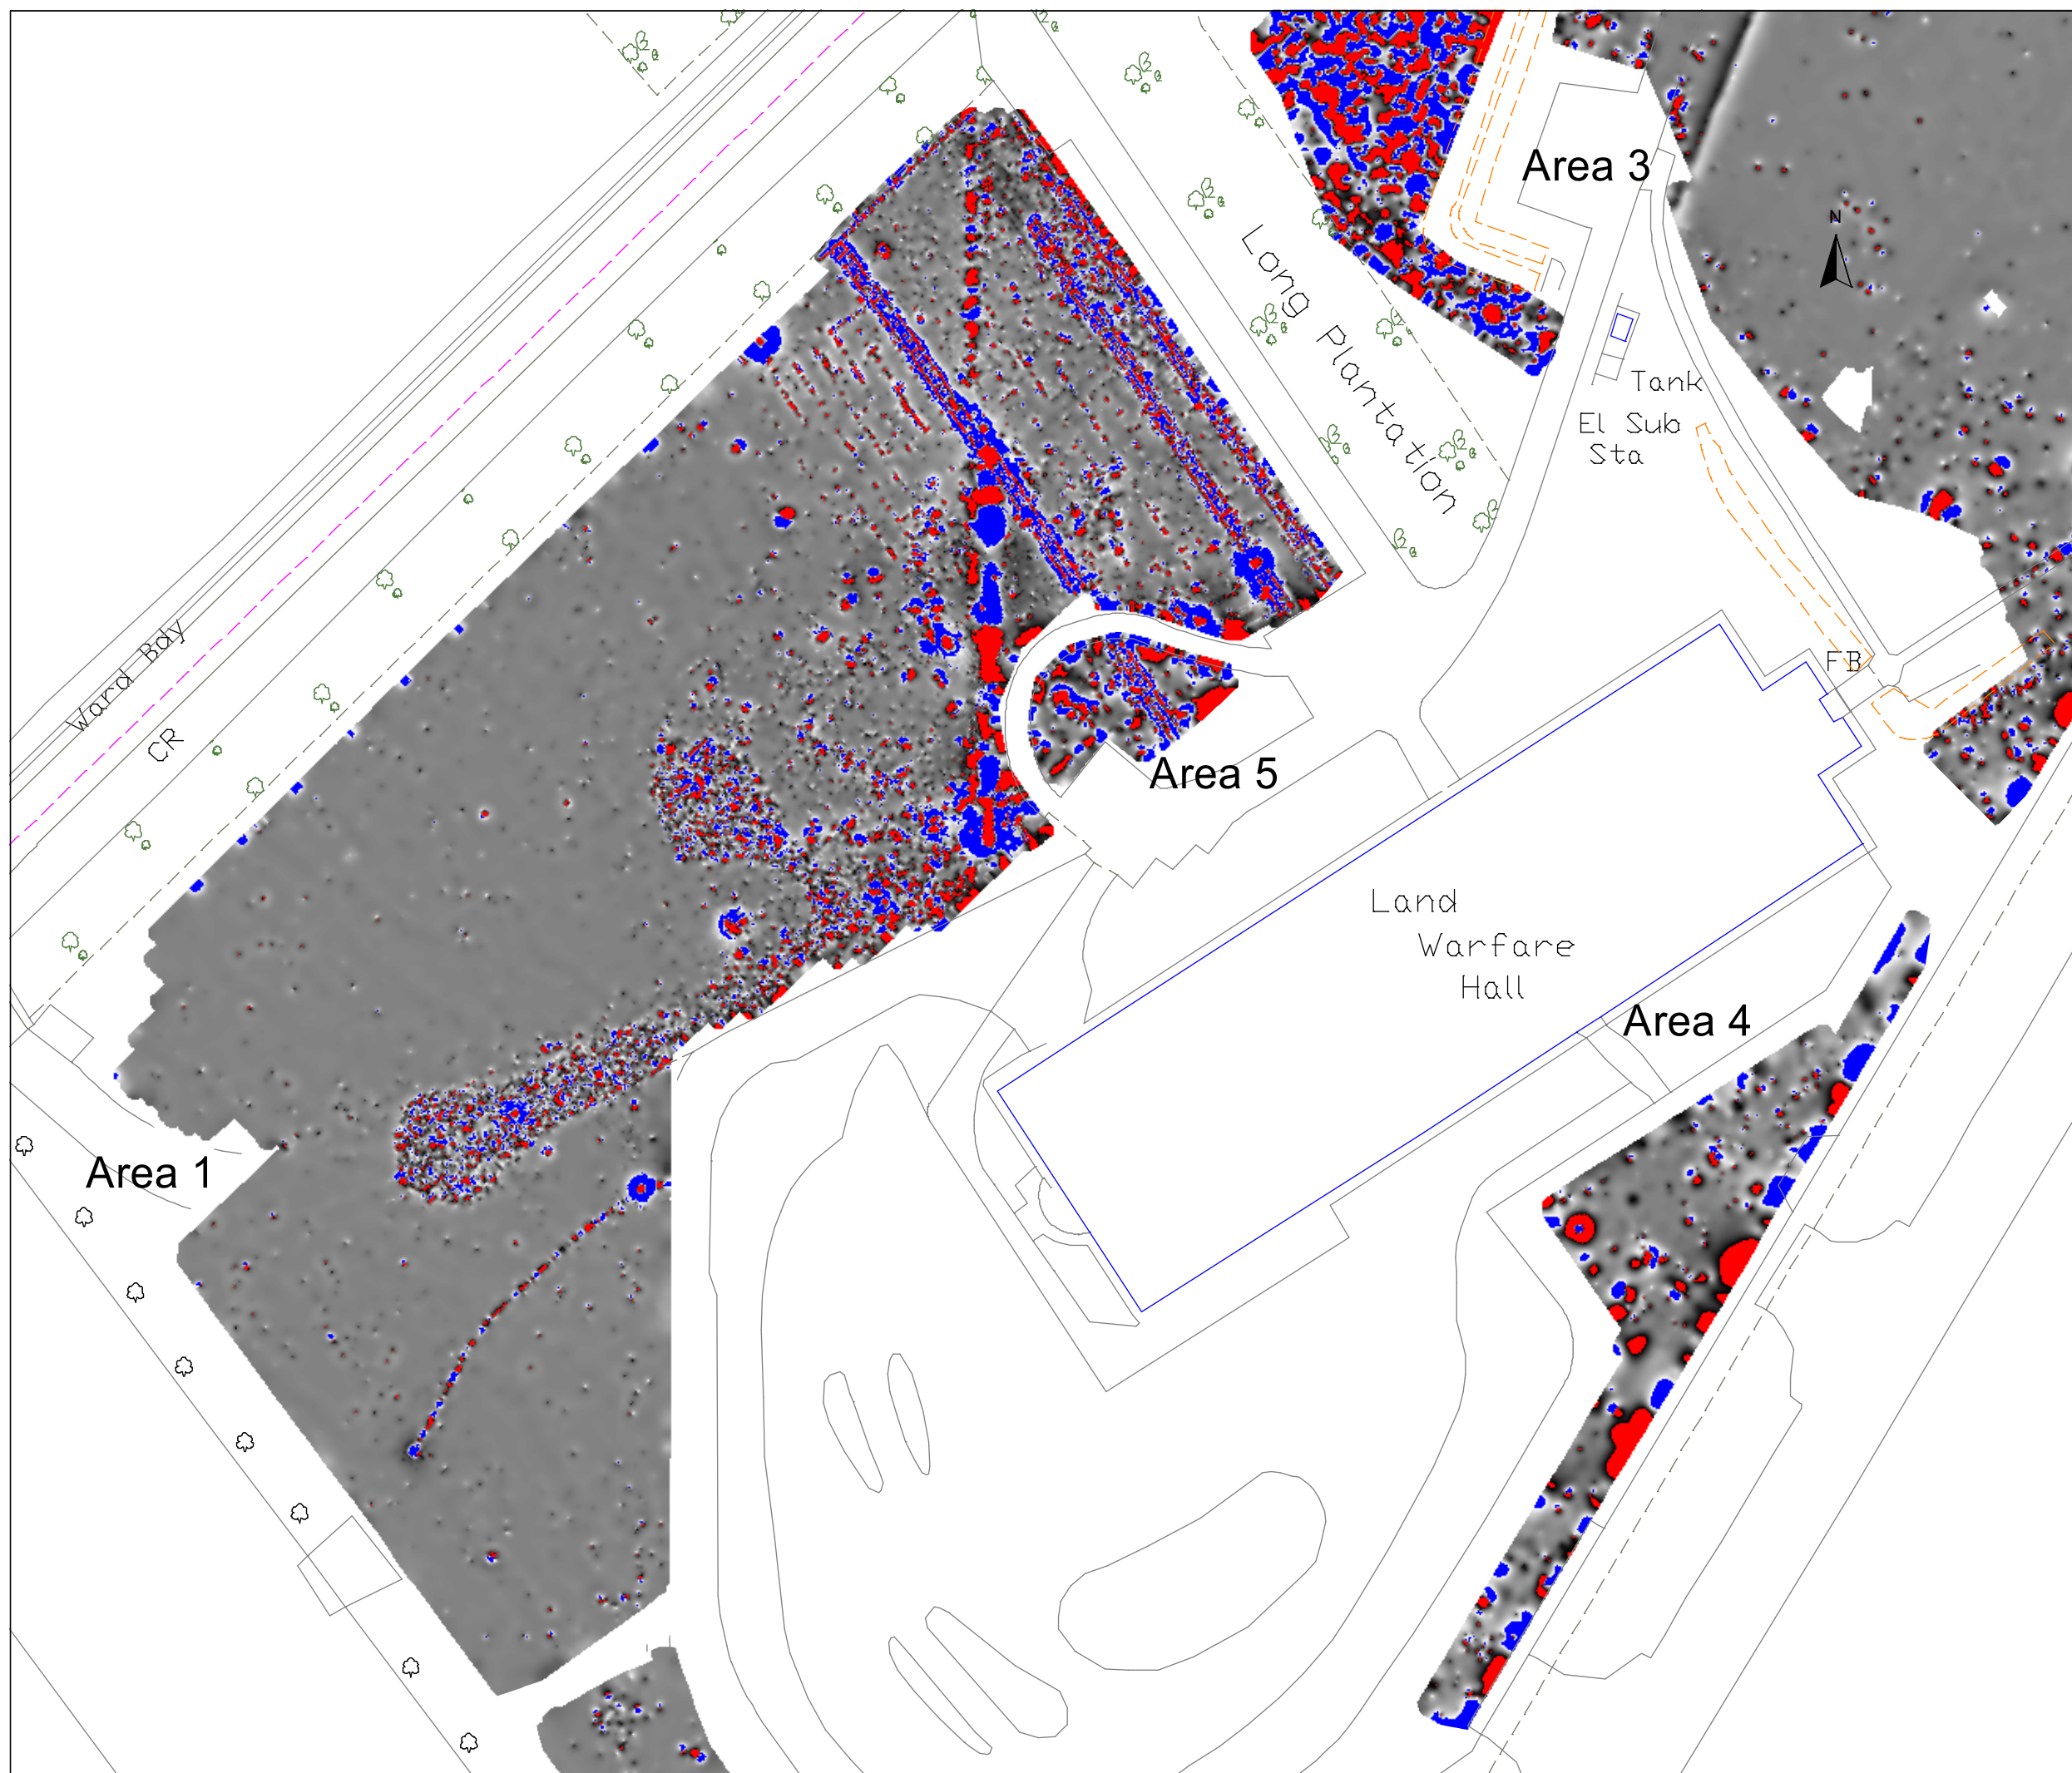 Area 3
N
Long Plantation
Tank
El Sub
Sta
Ward Bdy
CR
FB
Area 5
Land
Warfare
Hall
Area 4
Area 1